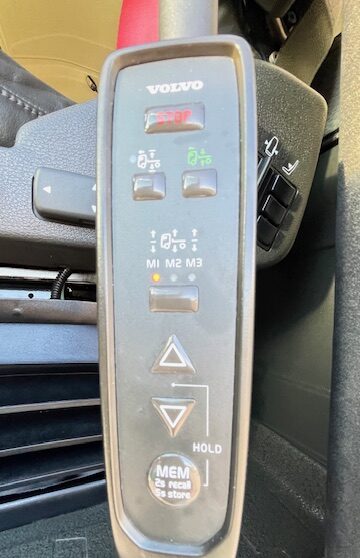 VOLVO
STOP
M1 M2 M3
HOLD
MEM
2s recall
5s store